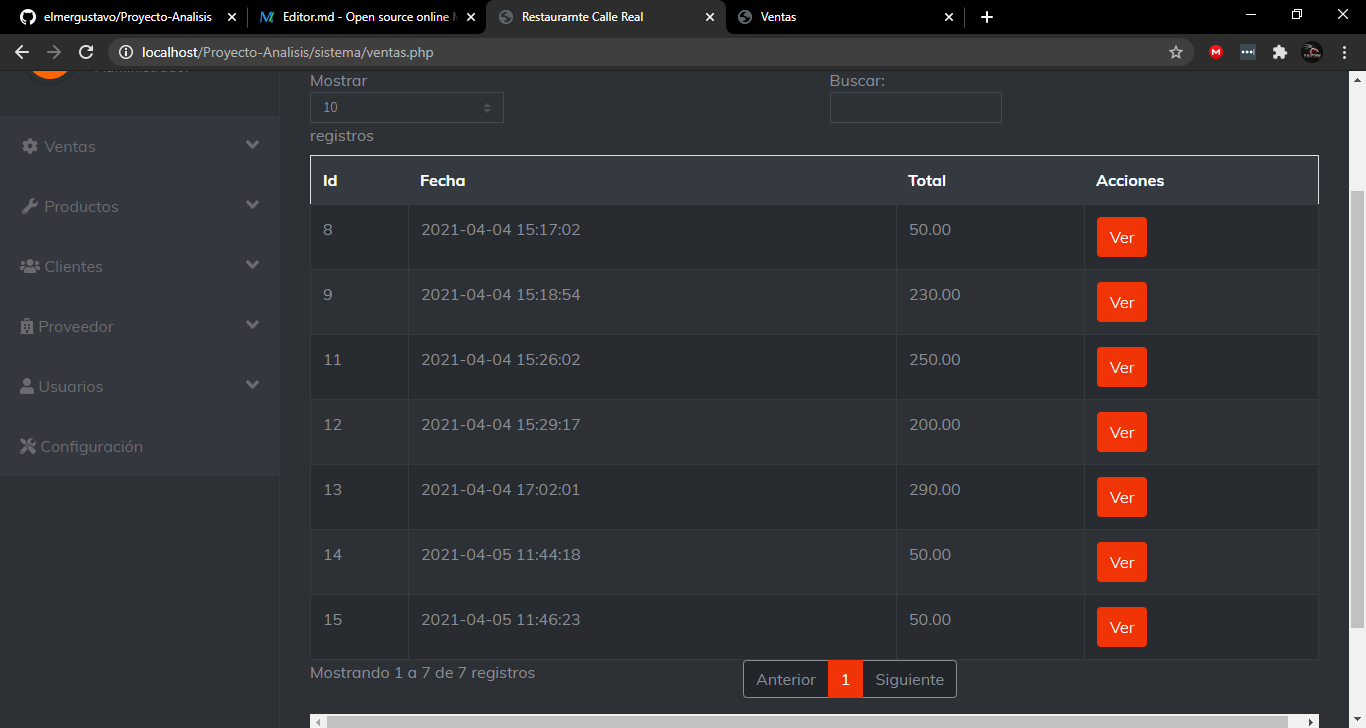 elmergustavo/Proyecto-Analisis
Editor.md - Open source online M
Restaurarnte Calle Real
Ventas
localhost/Proyecto-Analisis/sistema/ventas.php
Administrador
Mostrar
10
registros
Buscar:
Ventas
Productos
Clientes
Proveedor
Usuarios
Configuración
Id Fecha Total Acciones
8 2021-04-04 15:17:02 50.00 Ver
9 2021-04-04 15:18:54 230.00 Ver
11 2021-04-04 15:26:02 250.00 Ver
12 2021-04-04 15:29:17 200.00 Ver
13 2021-04-04 17:02:01 290.00 Ver
14 2021-04-05 11:44:18 50.00 Ver
15 2021-04-05 11:46:23 50.00 Ver
Mostrando 1 a 7 de 7 registros
Anterior 1 Siguiente